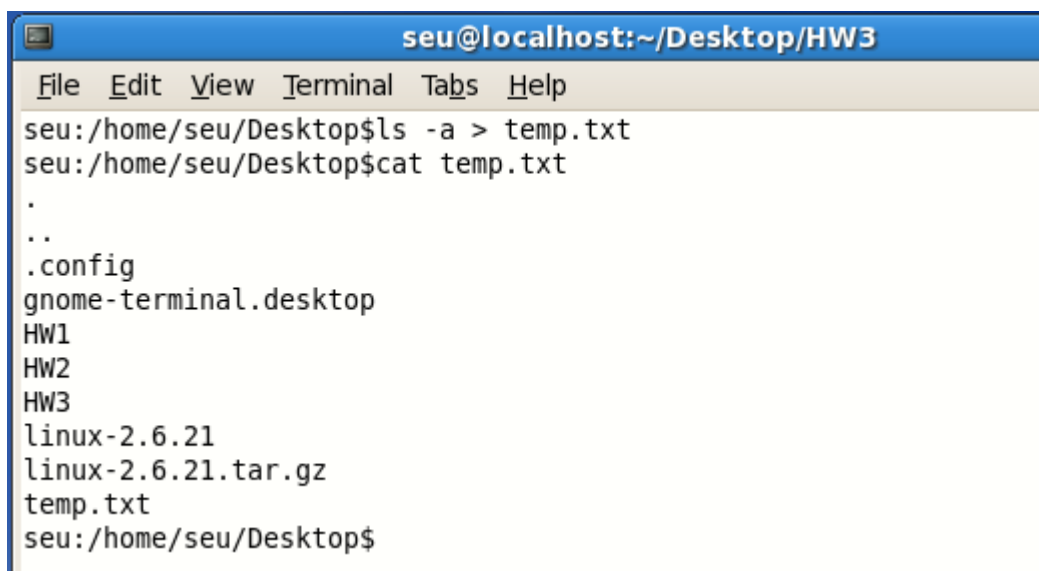 seu@localhost:~/Desktop/HW3
File Edit View Terminal Tabs Help
seu:/home/seu/Desktop$ls -a > temp.txt
seu:/home/seu/Desktop$cat temp.txt
.
..
.config
gnome-terminal.desktop
HW1
HW2
HW3
linux-2.6.21
linux-2.6.21.tar.gz
temp.txt
seu:/home/seu/Desktop$